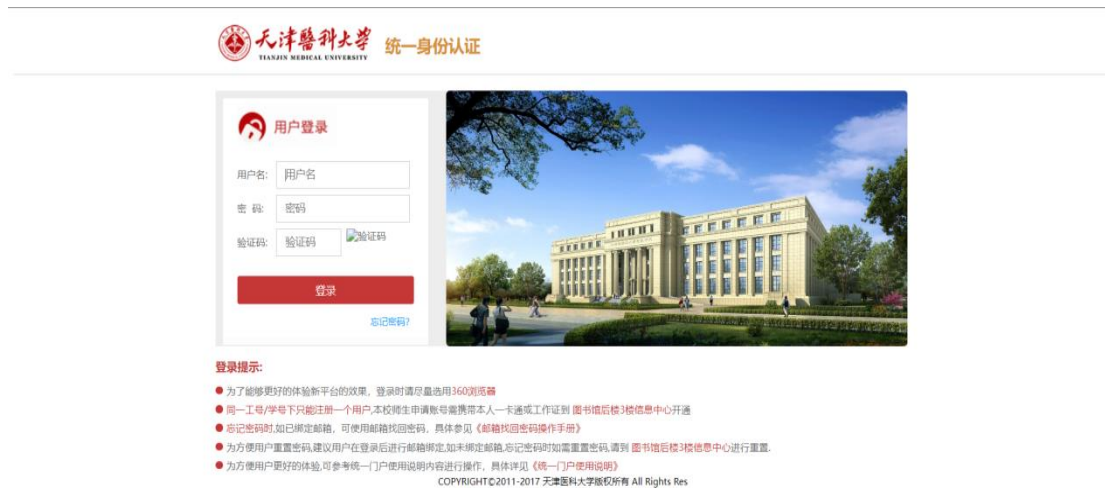 天津醫科大学 统一身份认证
TIANJIN MEDICAL UNIVERSITY
用户登录
用户名: 用户名
密 码: 密码
验证码: 验证码 验证码
登录
忘记密码?
登录提示:
为了能够更好的体验新平台的效果，登录时请尽量选用360浏览器
同一工号/学号下只能注册一个用户,本校师生申请账号需携带本人一卡通或工作证到 图书馆后楼3楼信息中心开通
忘记密码时,如已绑定邮箱，可使用邮箱找回密码，具体参见《邮箱找回密码操作手册》
为方便用户重置密码,建议用户在登录后进行邮箱绑定,如未绑定邮箱,忘记密码时如需重置密码,请到 图书馆后楼3楼信息中心进行重置.
为方便用户更好的体验,可参考统一门户使用说明内容进行操作，具体详见《统一门户使用说明》
COPYRIGHT©2011-2017 天津医科大学版权所有 All Rights Res